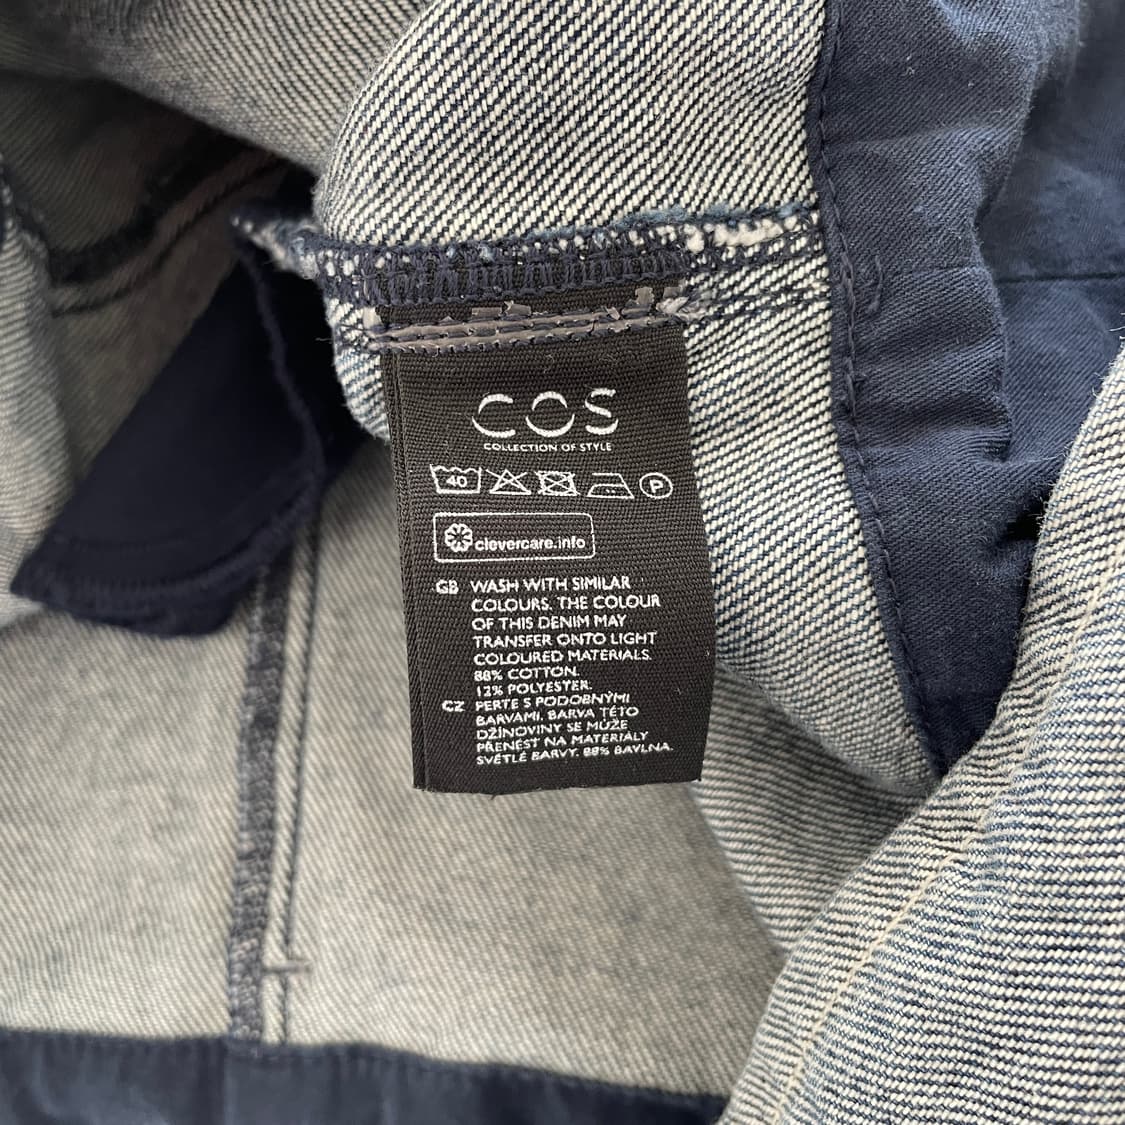 COS
COLLECTION OF STYLE
40 P
clevercare.info
GB WASH WITH SIMILAR
COLOURS. THE COLOUR
OF THIS DENIM MAY
TRANSFER ONTO LIGHT
COLOURED MATERIALS.
88% COTTON.
12% POLYESTER.
CZ PERTE S PODOBNÝMI
BARVAMI. BARVA TÉTO
DŽÍNOVINY SE MŮŽE
PŘENÉST NA MATERIÁLY
SVĚTLÉ BARVY. 88% BAVLNA.